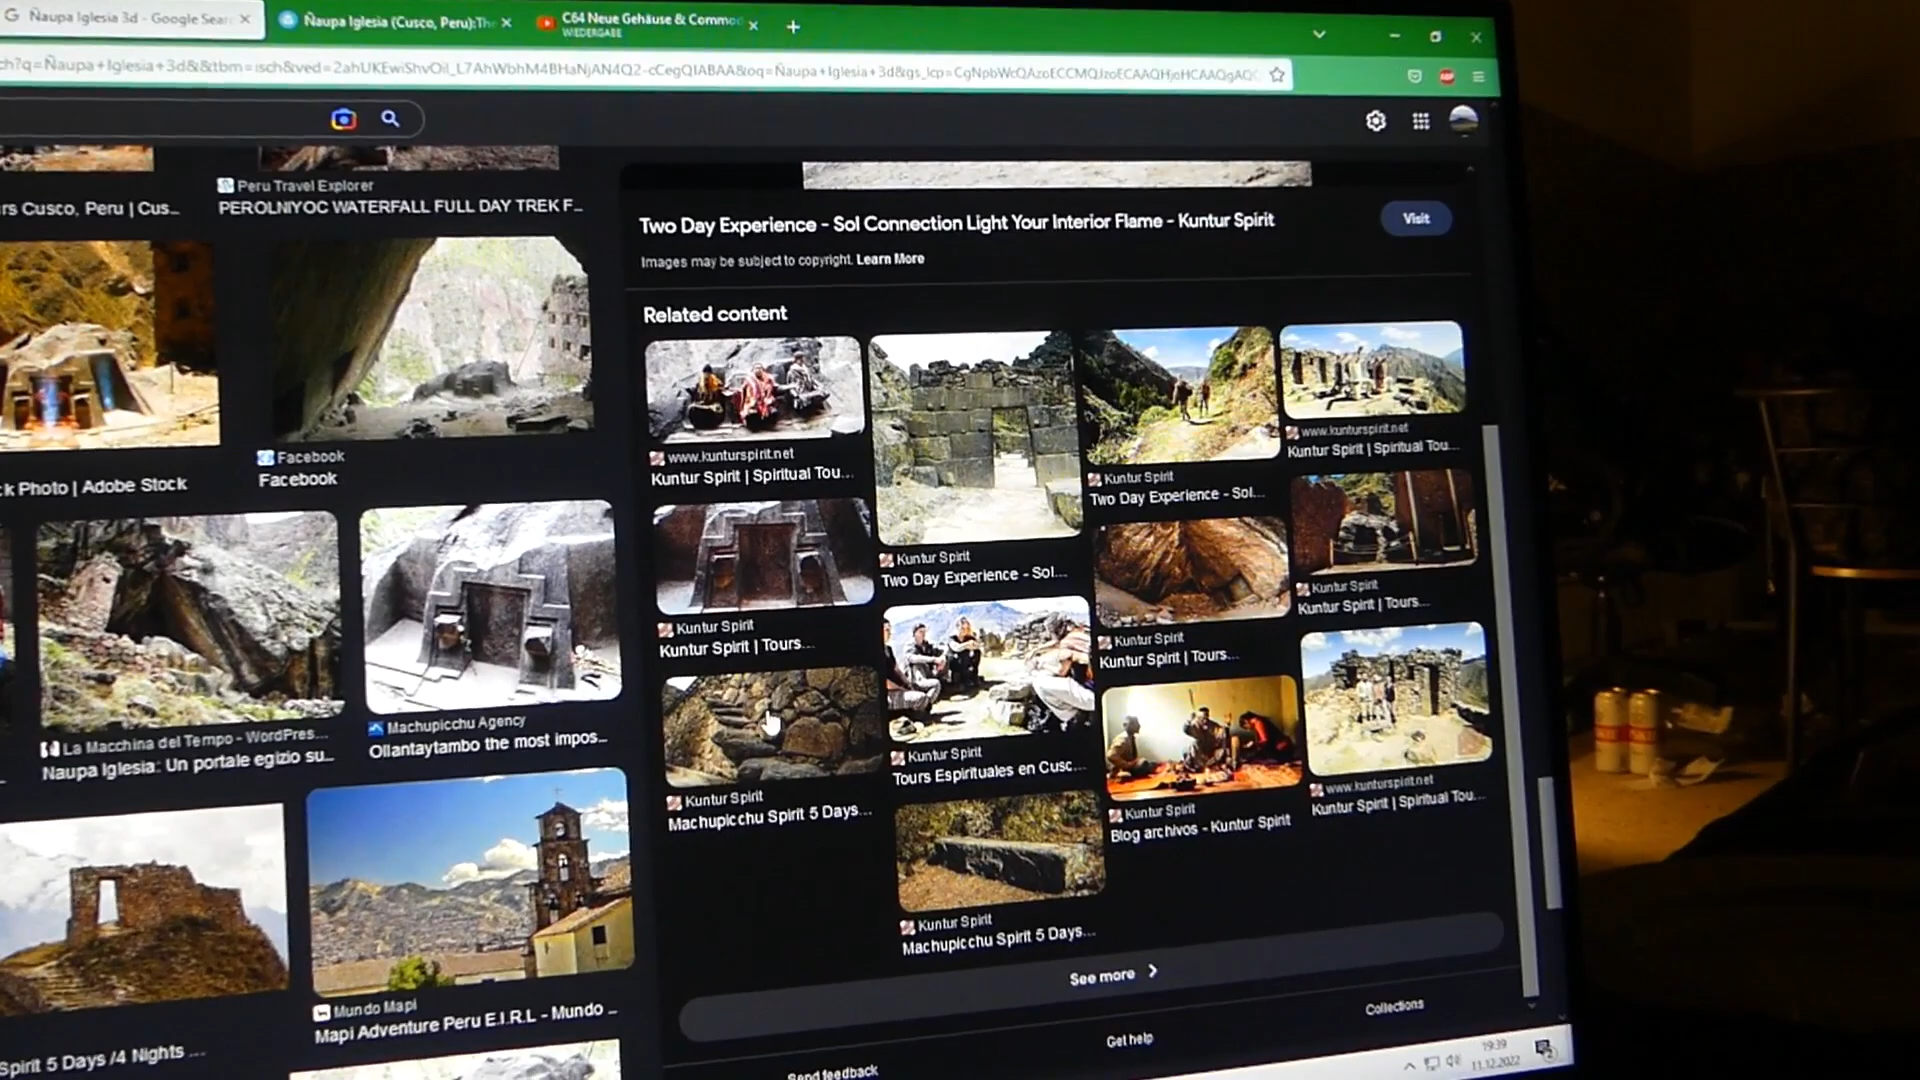 Ñaupa Iglesia 3d - Google Sear
Ñaupa Iglesia (Cusco, Peru):Th
C64 Neue Gehäuse & Commod
WIEDERGABE
Peru Travel Explorer
rs Cusco, Peru | Cus...
PEROLNIYOC WATERFALL FULL DAY TREK F...
Two Day Experience - Sol Connection Light Your Interior Flame - Kuntur Spirit
Visit
Images may be subject to copyright. Learn More
Related content
Facebook
Facebook
k Photo | Adobe Stock
La Macchina del Tempo - WordPres...
Naupa Iglesia: Un portale egizio su...
Machupicchu Agency
Ollantaytambo the most impos...
Mundo Mapi
Mapi Adventure Peru E.I.R.L - Mundo ...
Spirit 5 Days /4 Nights ...
www.kunturspirit.net
Kuntur Spirit | Spiritual Tou...
Kuntur Spirit
Kuntur Spirit | Tours...
Kuntur Spirit
Machupicchu Spirit 5 Days...
Kuntur Spirit
Two Day Experience - Sol...
Kuntur Spirit
Tours Espirituales en Cusc...
Kuntur Spirit
Machupicchu Spirit 5 Days...
Kuntur Spirit
Two Day Experience - Sol...
Kuntur Spirit
Kuntur Spirit | Tours...
Kuntur Spirit
Blog archivos - Kuntur Spirit
www.kunturspirit.net
Kuntur Spirit | Spiritual Tou...
Kuntur Spirit
Kuntur Spirit | Tours...
www.kunturspirit.net
Kuntur Spirit | Spiritual Tou...
See more
Collections
Get help
Send feedback
19:39
11.12.2022